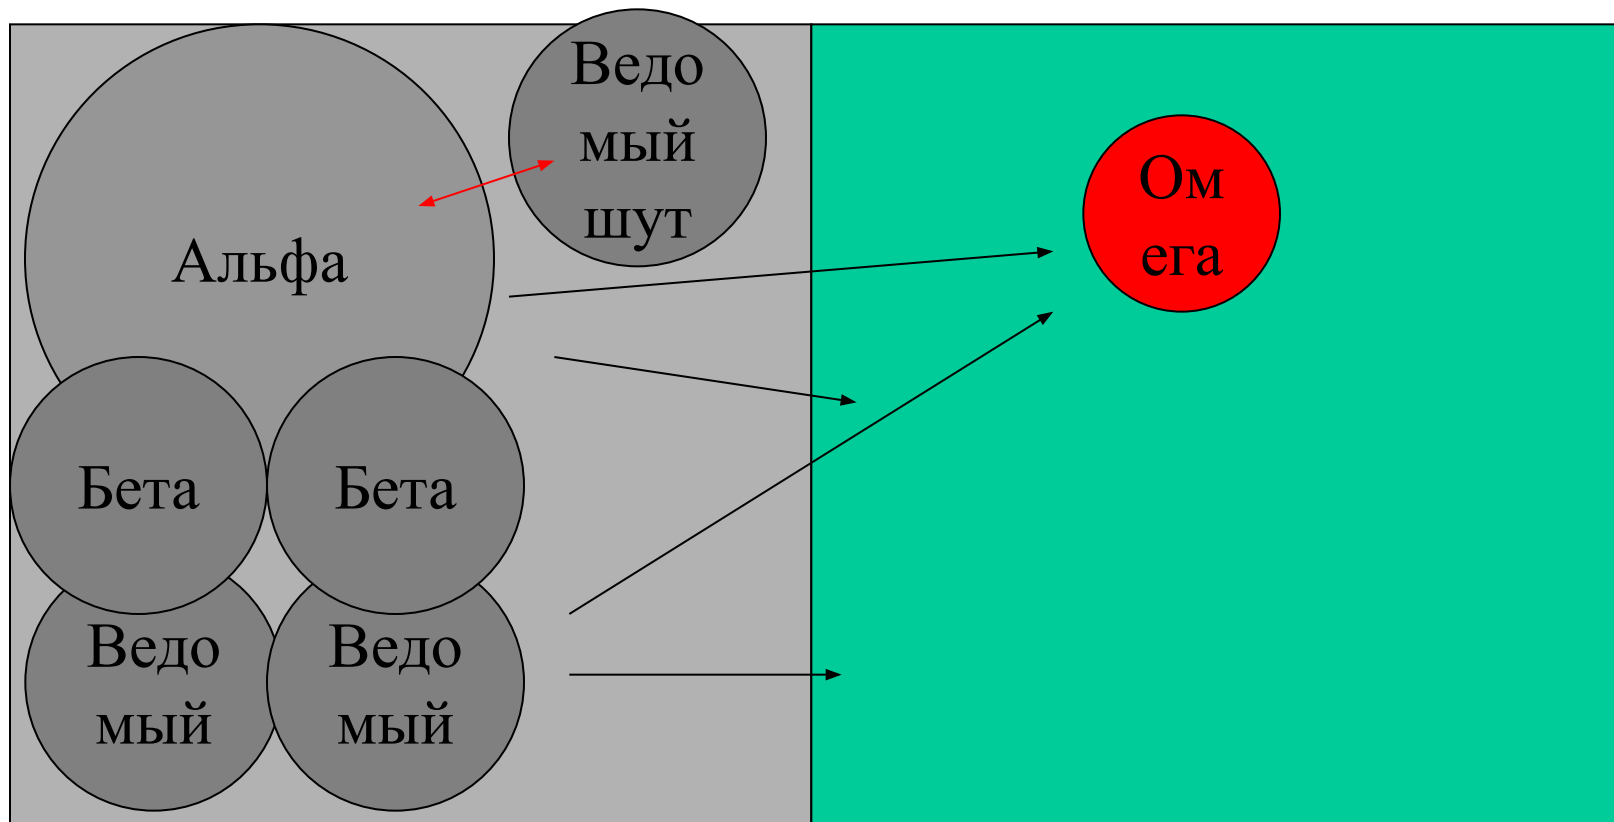 Ведо
мый
шут
Ом
ега
Альфа
Бета
Бета
Ведо
мый
Ведо
мый